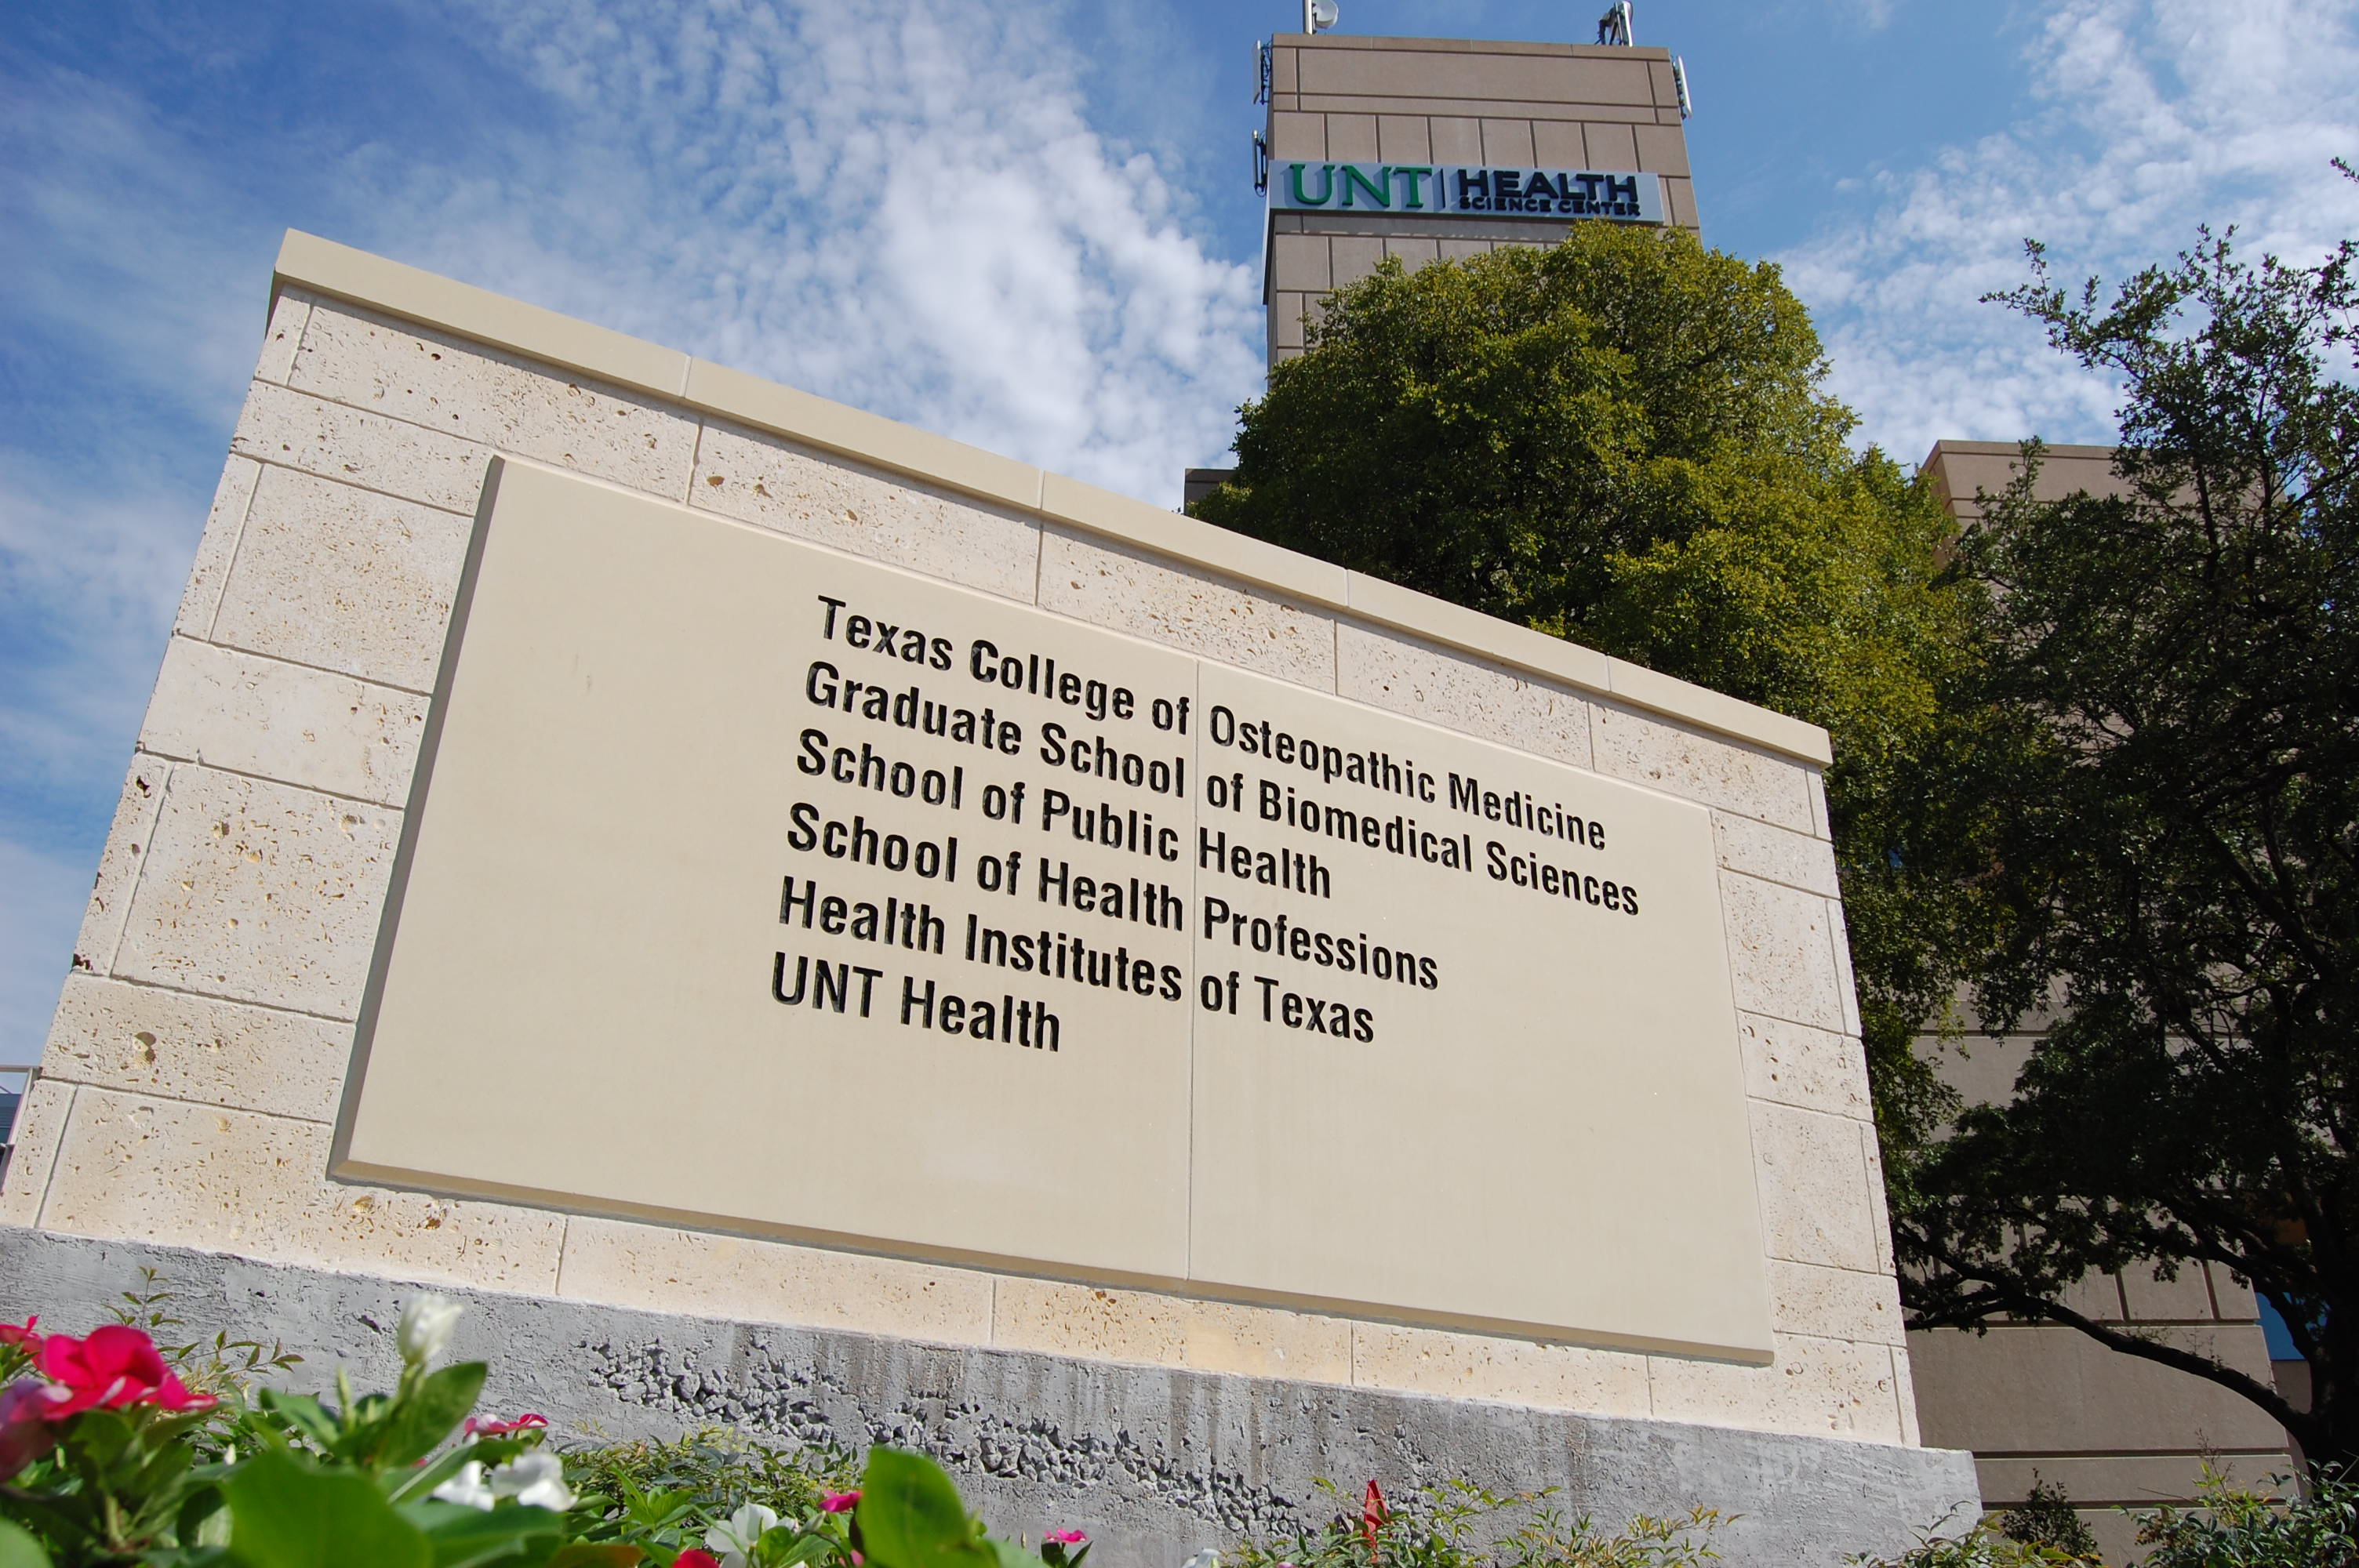 UNT HEALTH
SCIENCE CENTER
Texas College of Osteopathic Medicine
Graduate School of Biomedical Sciences
School of Public Health
School of Health Professions
Health Institutes of Texas
UNT Health